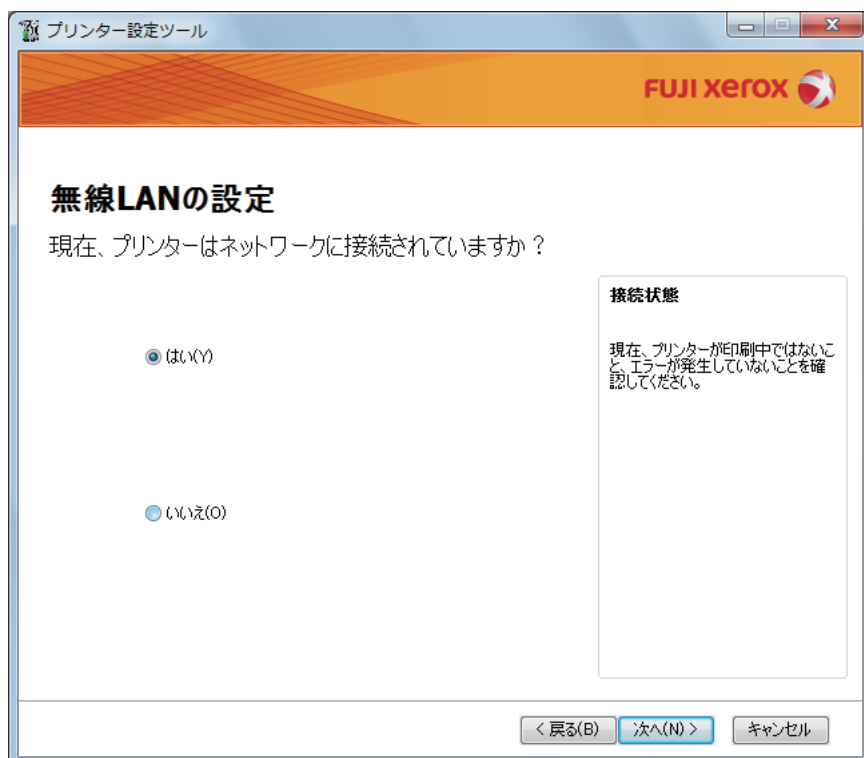 プリンター設定ツール
FUJI xerox
無線LANの設定
現在、プリンターはネットワークに接続されていますか？
接続状態
現在、プリンターが印刷中ではないこ
と、エラーが発生していないことを確
認してください。
はい(Y)
いいえ(O)
< 戻る(B)
次へ(N) >
キャンセル